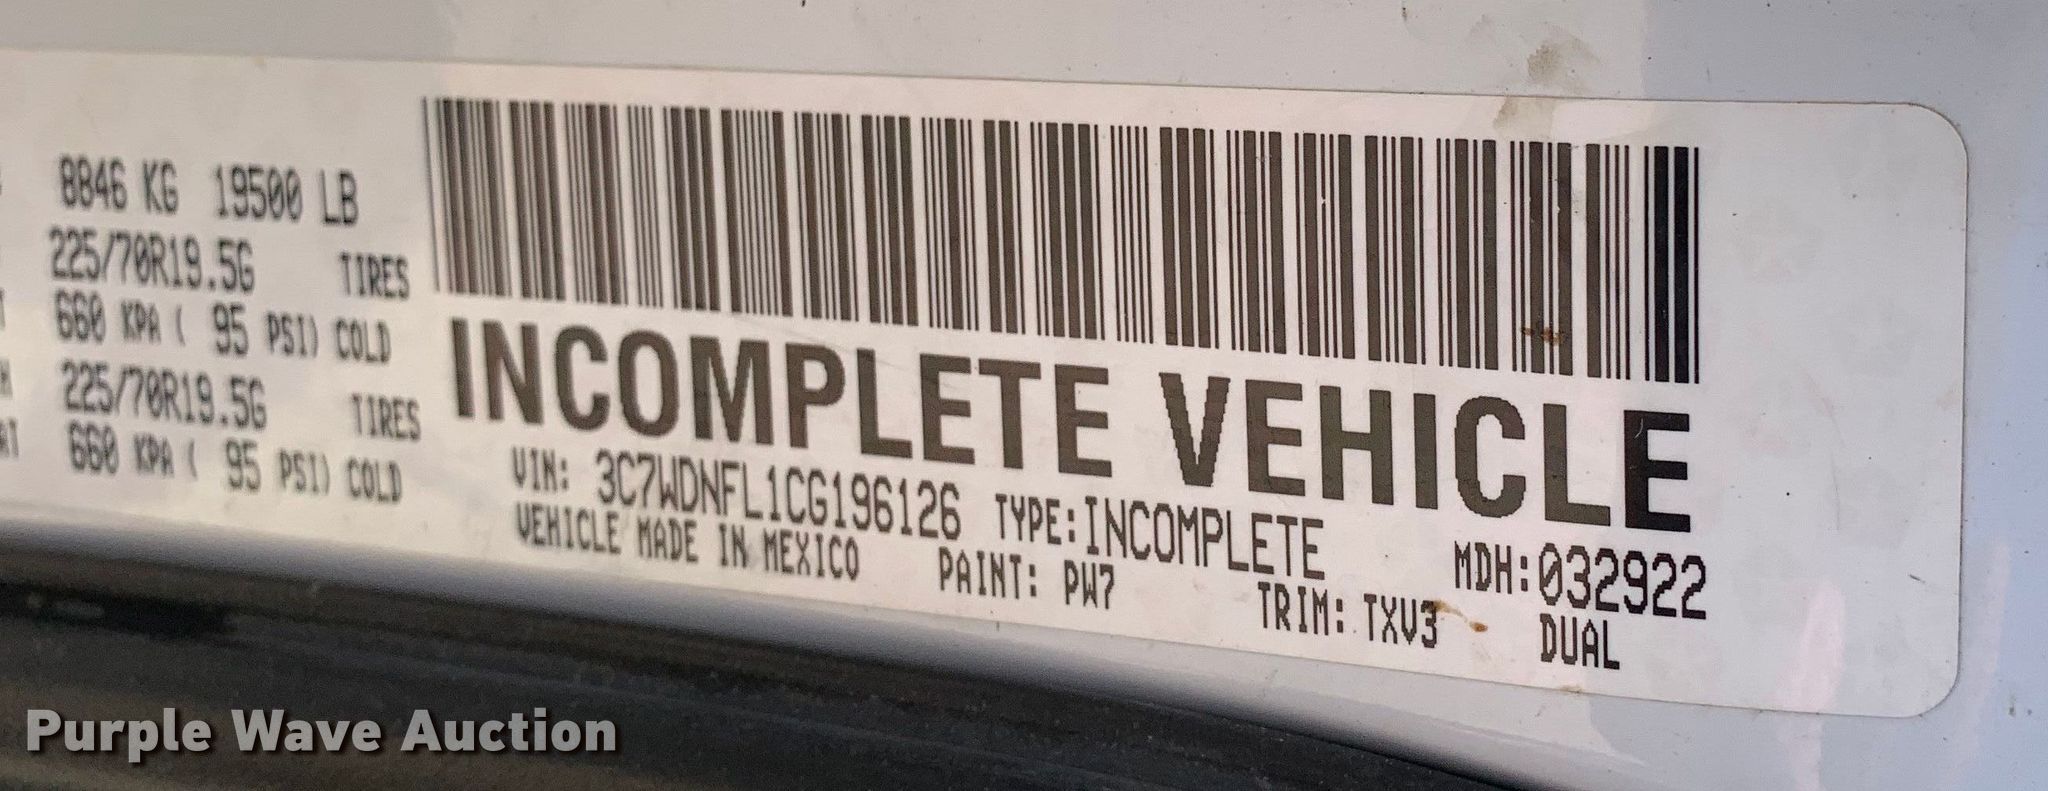 8846 KG 19500 LB
225/70R19.5G TIRES
660 KPA ( 95 PSI) COLD
225/70R19.5G TIRES
660 KPA ( 95 PSI) COLD
INCOMPLETE VEHICLE
VIN: 3C7WDNFL1CG196126 TYPE:INCOMPLETE MDH:032922
VEHICLE MADE IN MEXICO PAINT: PW7 TRIM: TXV3 DUAL
Purple Wave Auction